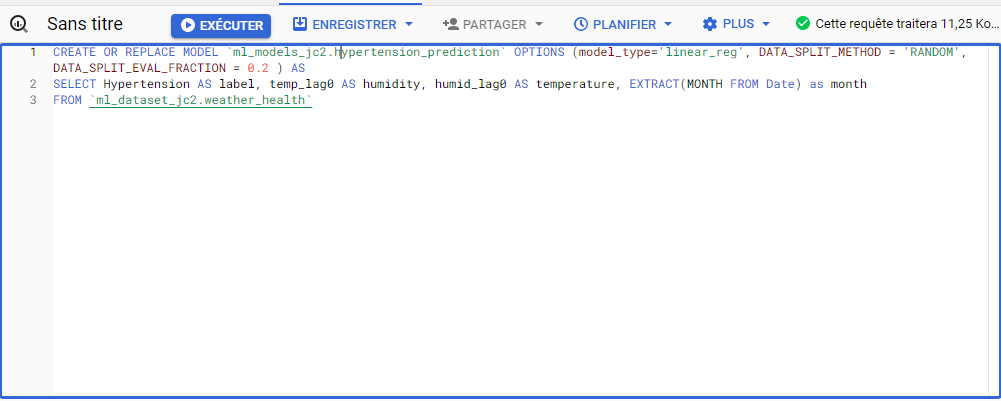 Sans titre EXÉCUTER ENREGISTRER PARTAGER PLANIFIER PLUS Cette requête traitera 11,25 Ko...
1 CREATE OR REPLACE MODEL `ml_models_jc2.hypertension_prediction` OPTIONS (model_type='linear_reg', DATA_SPLIT_METHOD = 'RANDOM',
DATA_SPLIT_EVAL_FRACTION = 0.2 ) AS
2 SELECT Hypertension AS label, temp_lag0 AS humidity, humid_lag0 AS temperature, EXTRACT(MONTH FROM Date) as month
3 FROM `ml_dataset_jc2.weather_health`